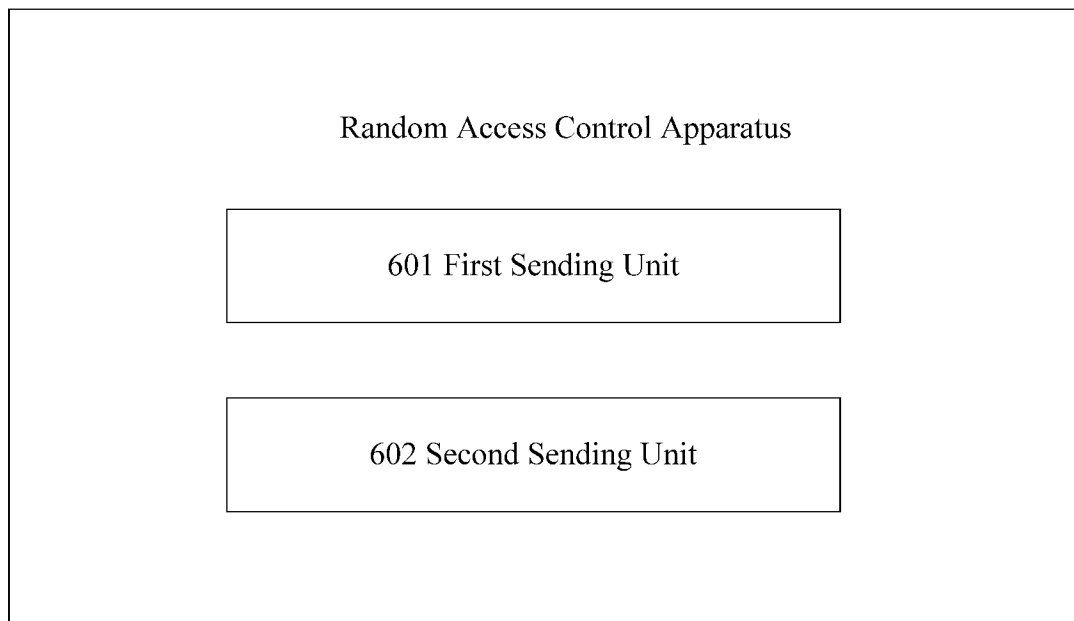 Random Access Control Apparatus
601 First Sending Unit
602 Second Sending Unit